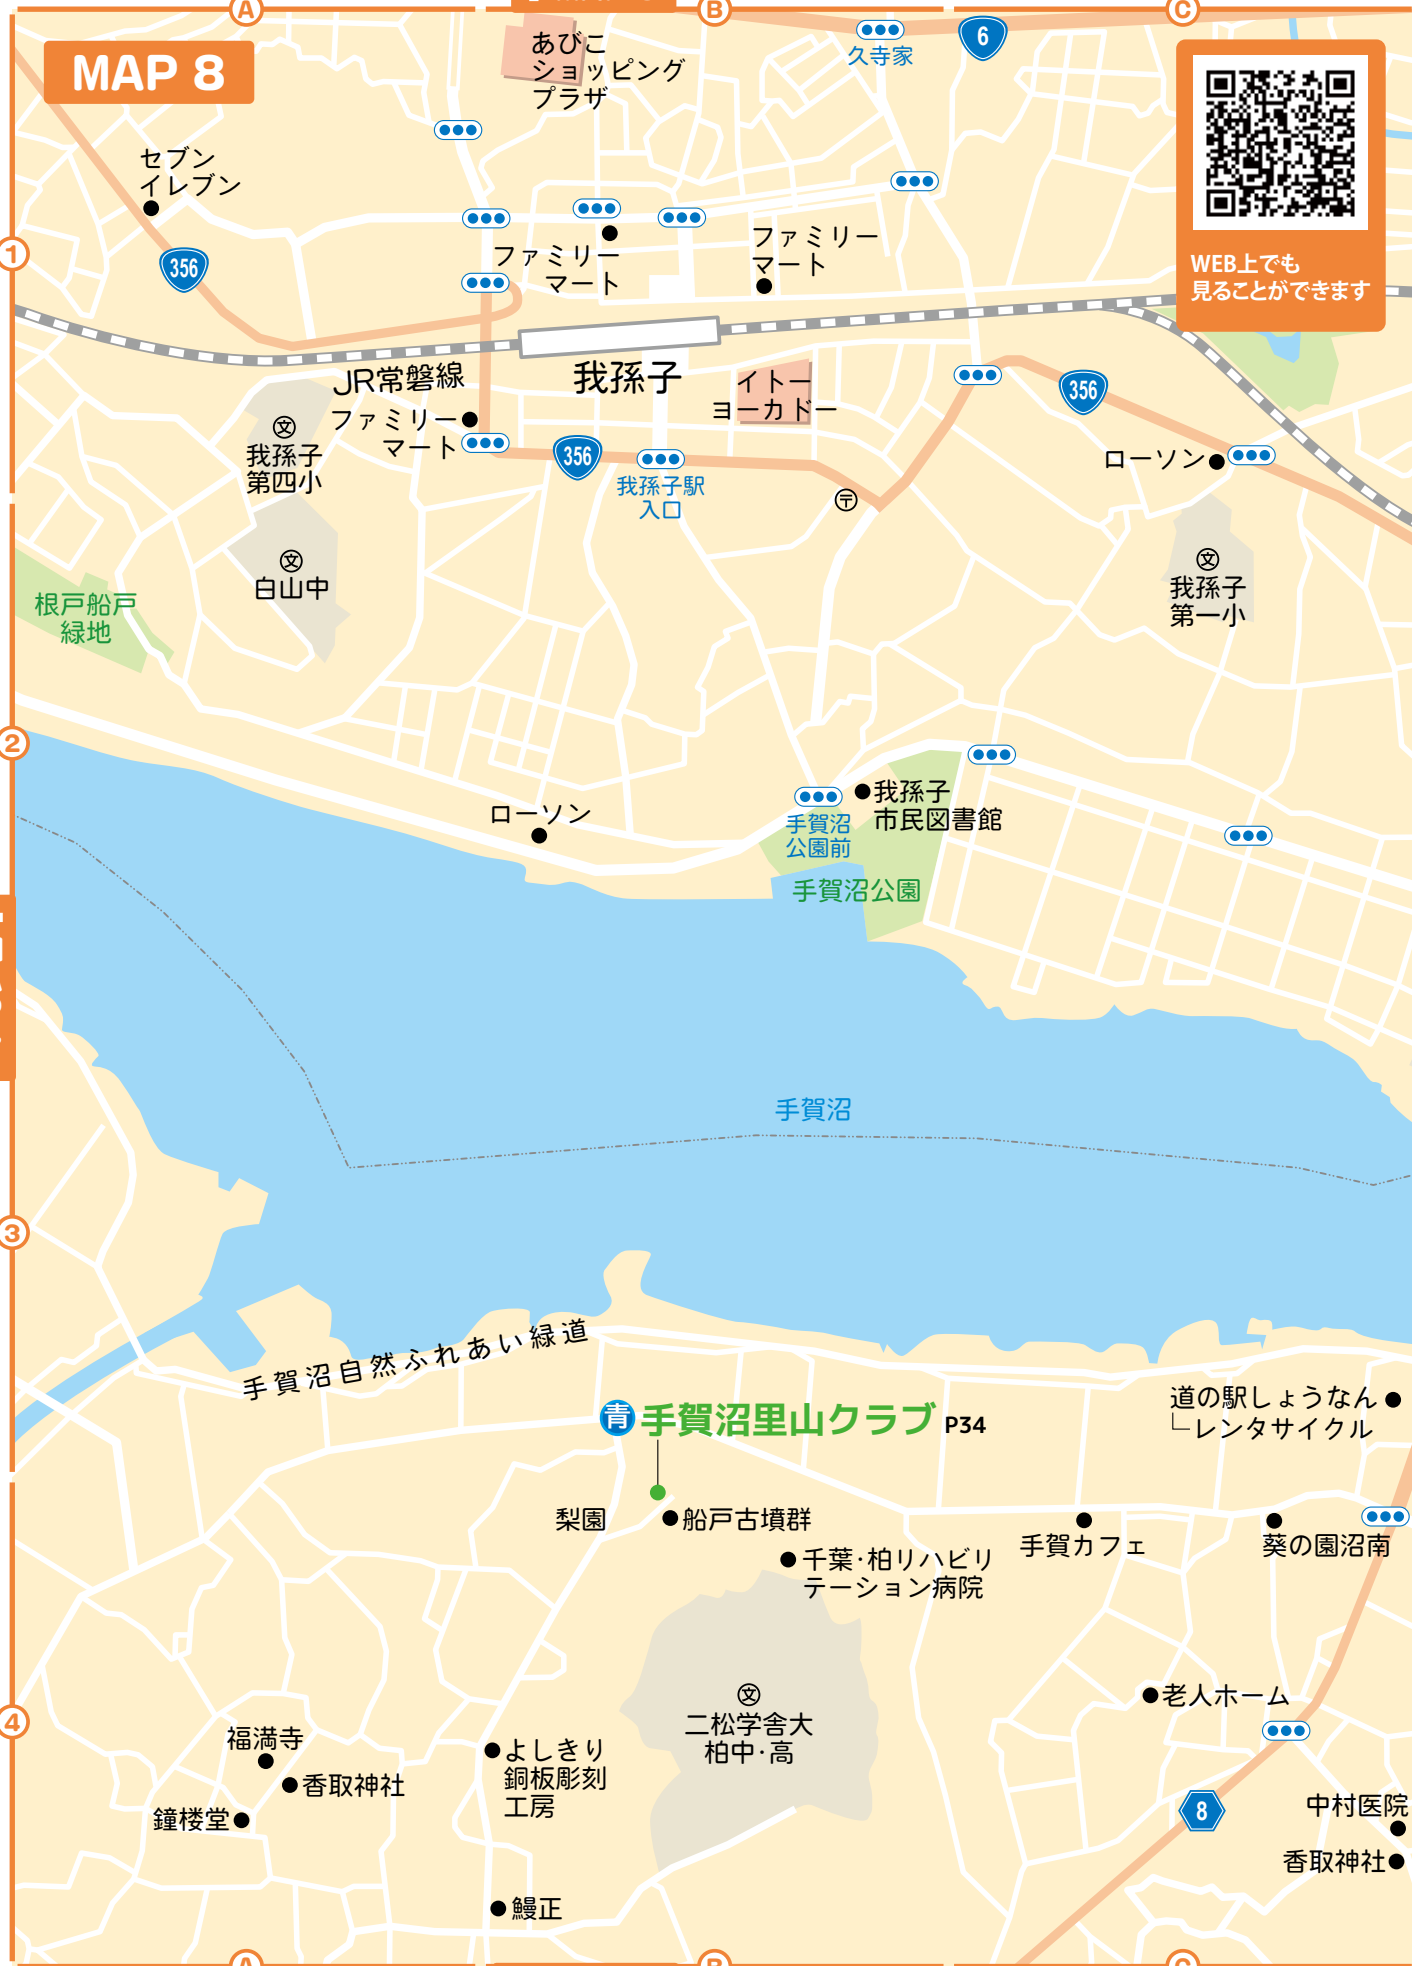 A
B
C
MAP 8
あびこ
ショッピング
プラザ
久寺家
6
WEB上でも
見ることができます
セブン
イレブン
1
356
ファミリー
マート
ファミリー
マート
JR常磐線
我孫子
イトー
ヨーカドー
356
ファミリー
マート
356
我孫子駅
入口
〒
ローソン
文
我孫子
第四小
文
白山中
文
我孫子
第一小
根戸船戸
緑地
2
ローソン
手賀沼
公園前
我孫子
市民図書館
手賀沼公園
手賀沼
3
手賀沼自然ふれあい緑道
青 手賀沼里山クラブ P34
道の駅しょうなん
レンタサイクル
梨園
船戸古墳群
千葉・柏リハビリ
テーション病院
手賀カフェ
葵の園沼南
4
文
二松学舎大
柏中・高
老人ホーム
福満寺
香取神社
鐘楼堂
よしきり
銅板彫刻
工房
8
中村医院
香取神社
鰻正
A
B
C